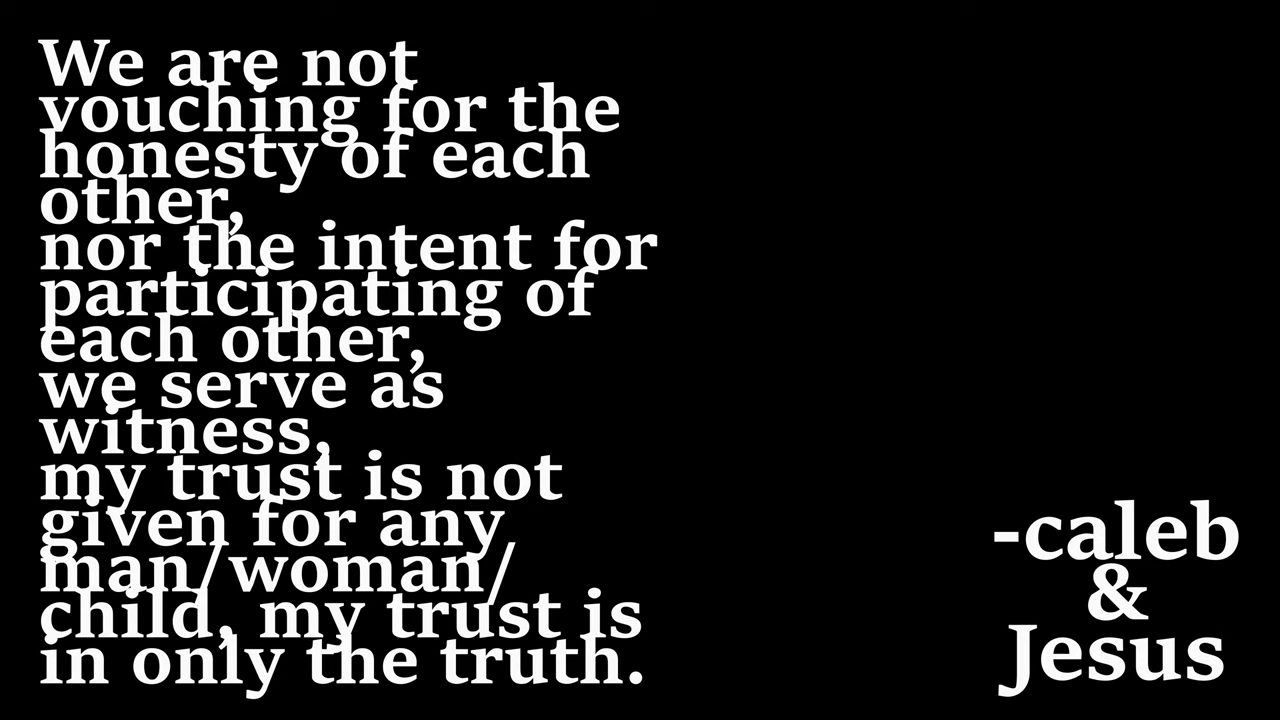 We are not
vouching for the
honesty of each
other,
nor the intent for
participating of
each other,
we serve as
witness,
my trust is not
given for any
man/woman/
child, my trust is
in only the truth.
-caleb
&
Jesus